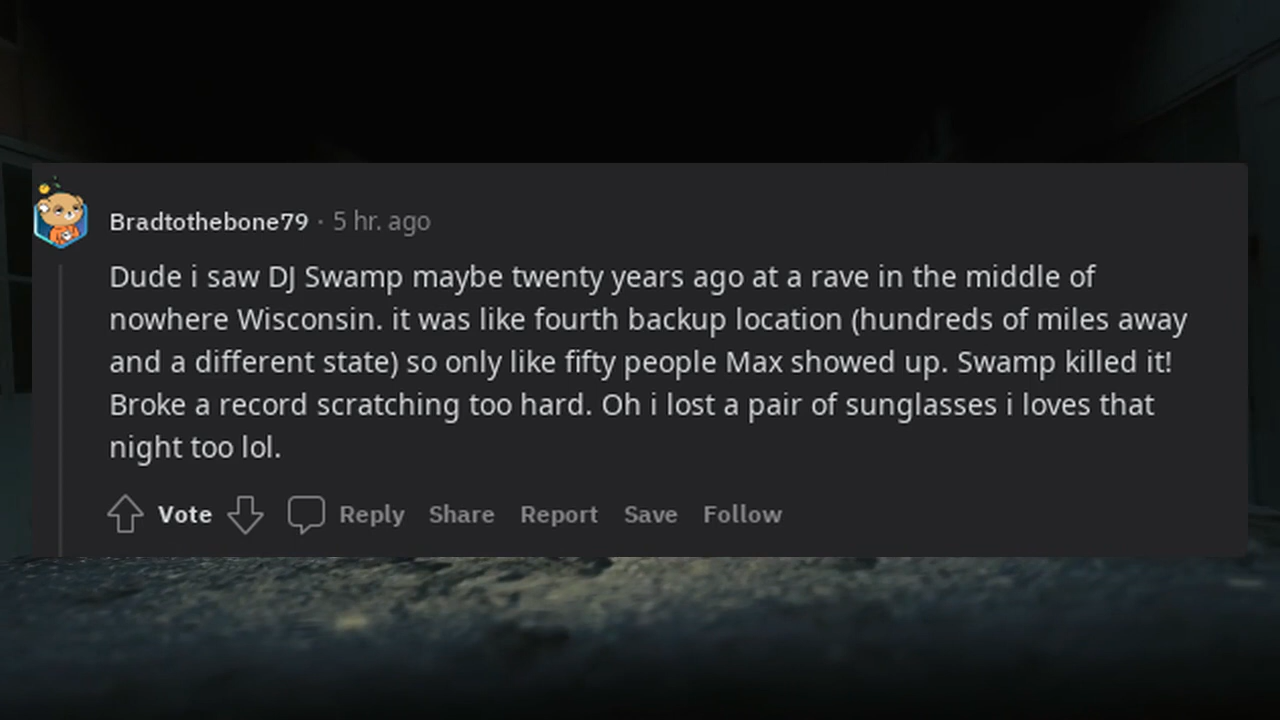 Bradtothebone79 · 5 hr. ago
Dude i saw DJ Swamp maybe twenty years ago at a rave in the middle of
nowhere Wisconsin. it was like fourth backup location (hundreds of miles away
and a different state) so only like fifty people Max showed up. Swamp killed it!
Broke a record scratching too hard. Oh i lost a pair of sunglasses i loves that
night too lol.
Vote Reply Share Report Save Follow